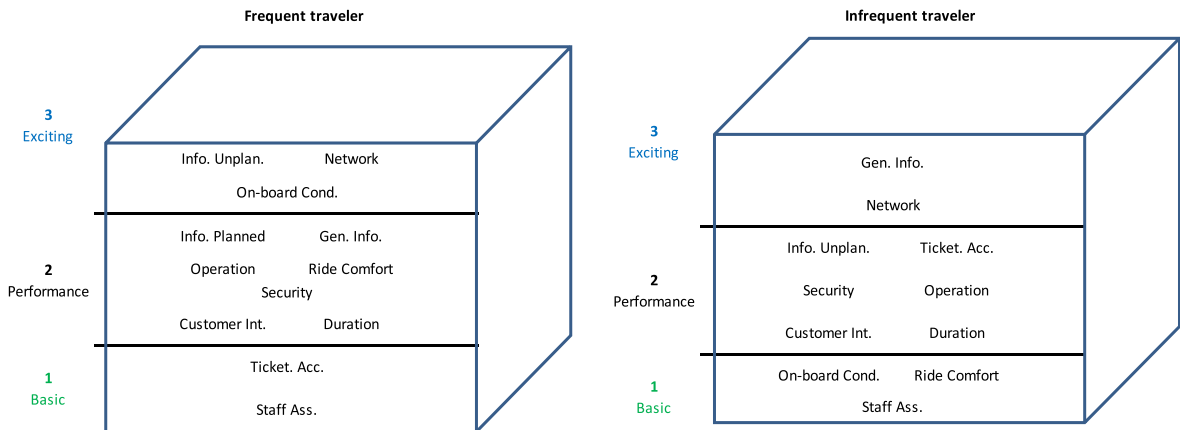 Frequent traveler
3
Exciting
Info. Unplan. Network
On-board Cond.
2
Performance
Info. Planned Gen. Info.
Operation Ride Comfort
Security
Customer Int. Duration
1
Basic
Ticket. Acc.
Staff Ass.
Infrequent traveler
3
Exciting
Gen. Info.
Network
2
Performance
Info. Unplan. Ticket. Acc.
Security Operation
Customer Int. Duration
1
Basic
On-board Cond. Ride Comfort
Staff Ass.